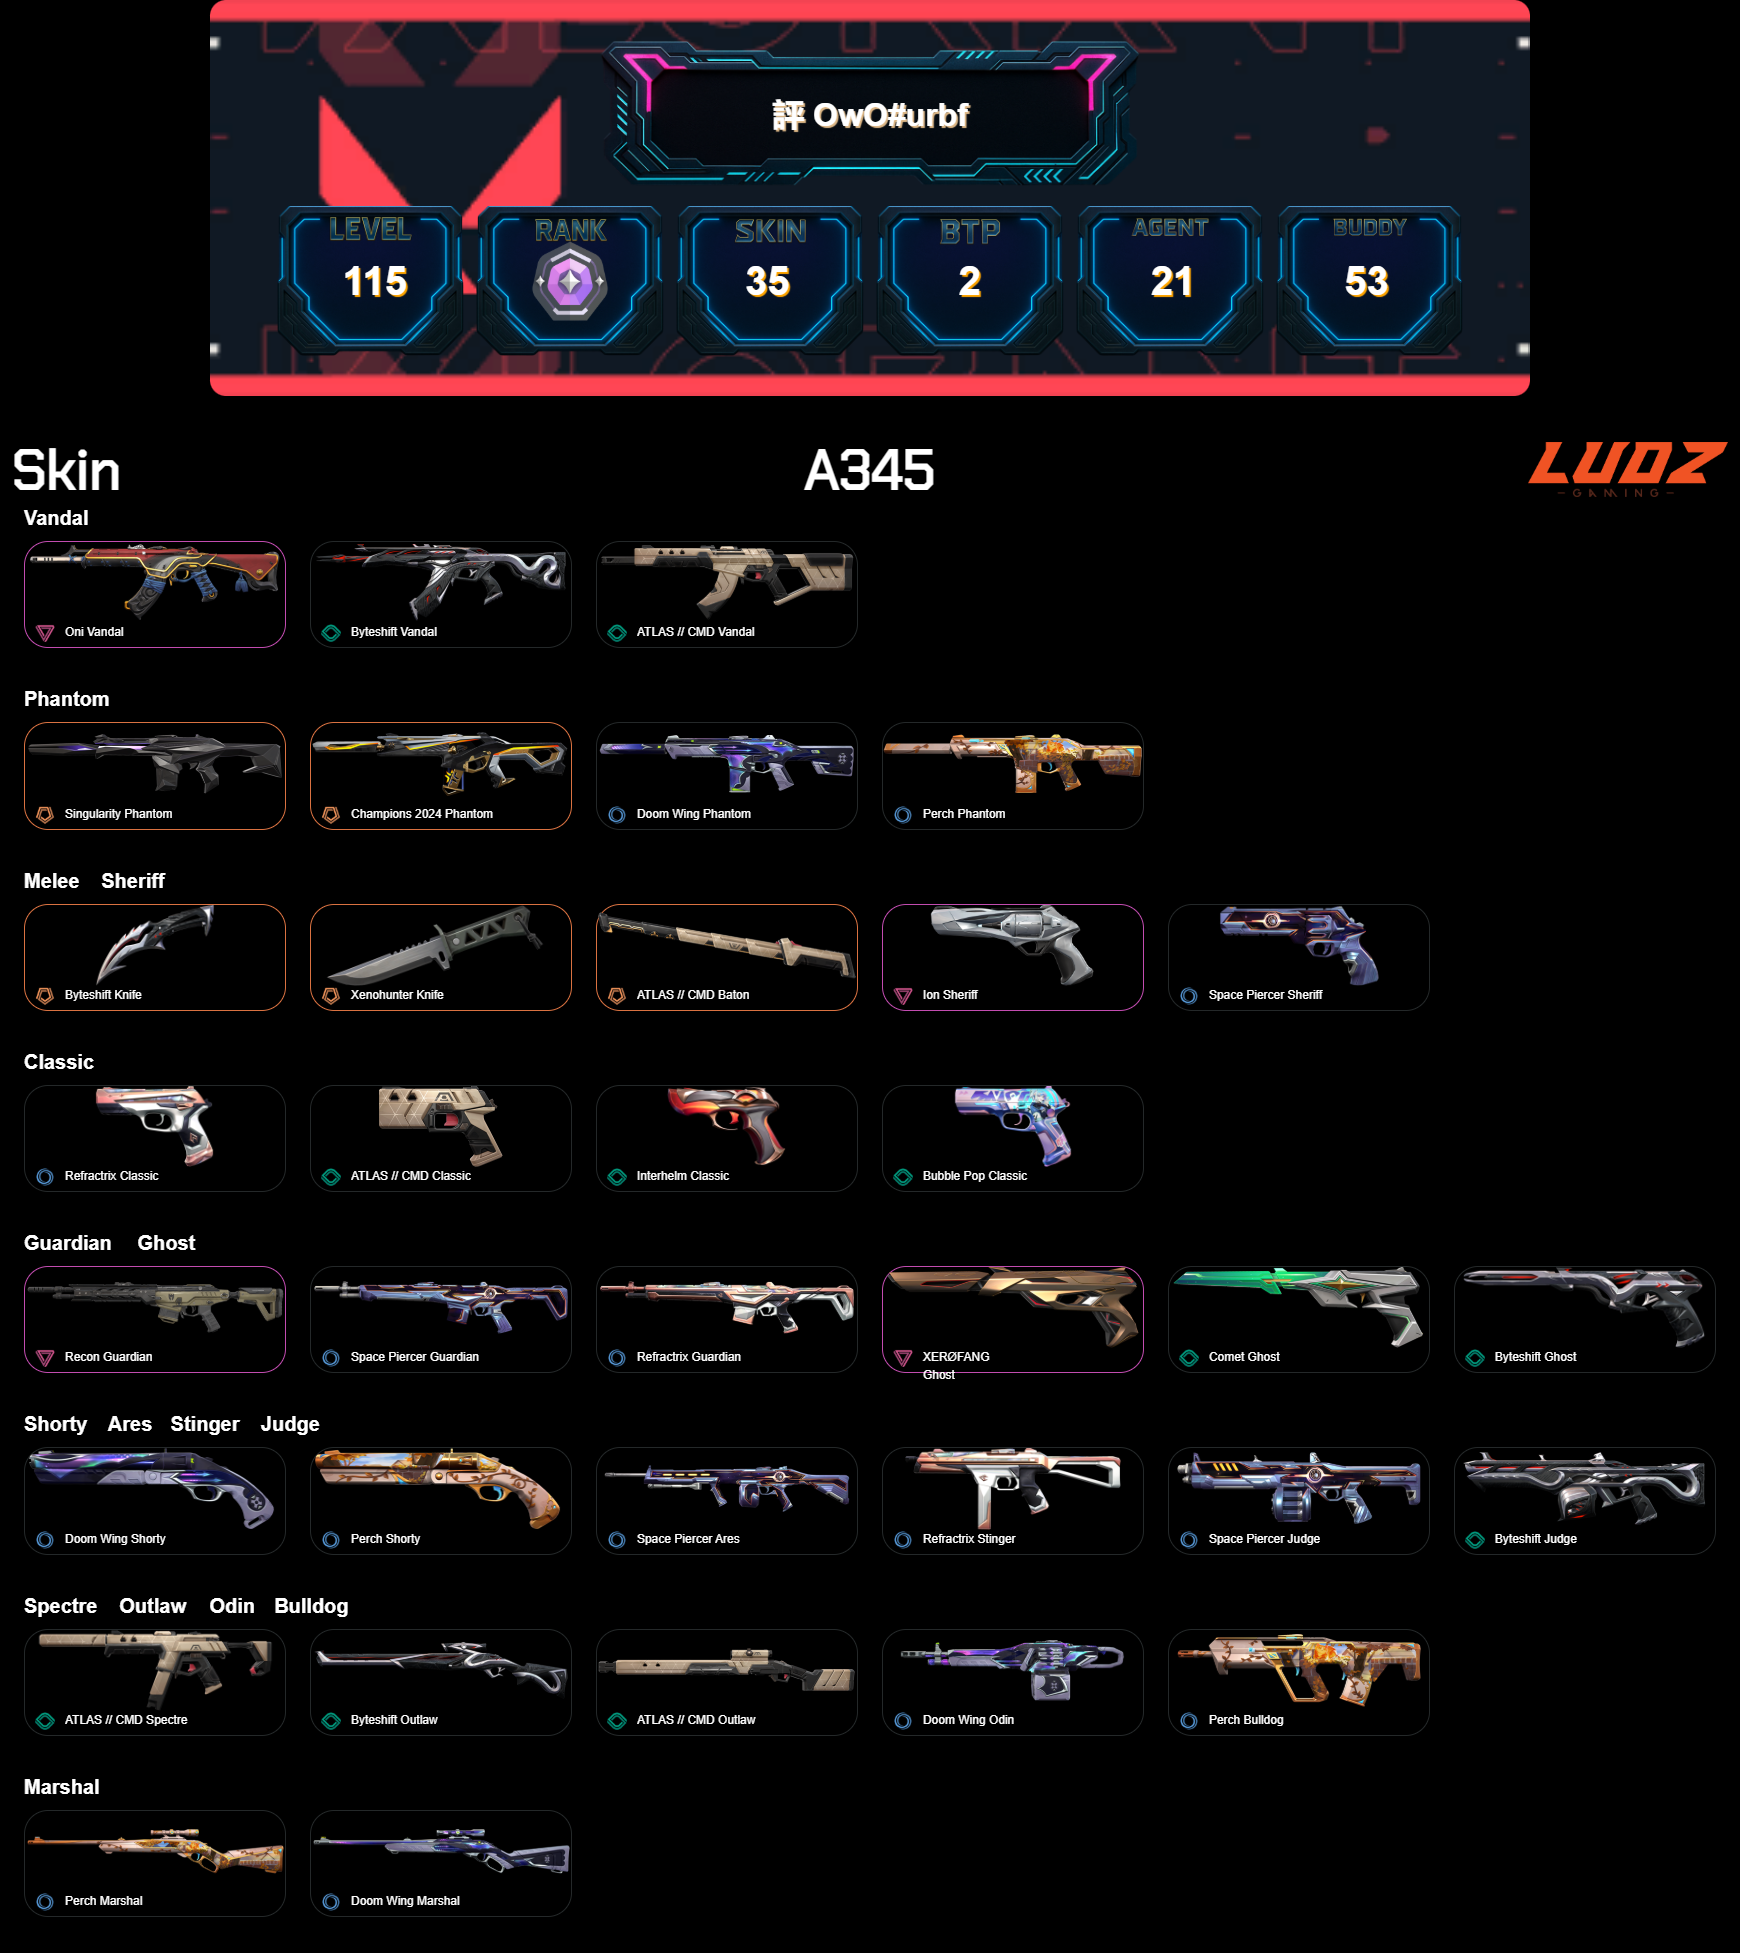 評 OwO#urbf
LEVEL RANK SKIN BTP AGENT BUDDY
115 35 2 21 53
Skin A345 LUDZ
GAMING
Vandal
Oni Vandal Byteshift Vandal ATLAS // CMD Vandal
Phantom
Singularity Phantom Champions 2024 Phantom Doom Wing Phantom Perch Phantom
Melee Sheriff
Byteshift Knife Xenohunter Knife ATLAS // CMD Baton Ion Sheriff Space Piercer Sheriff
Classic
Refractrix Classic ATLAS // CMD Classic Interhelm Classic Bubble Pop Classic
Guardian Ghost
Recon Guardian Space Piercer Guardian Refractrix Guardian XERØFANG Comet Ghost Byteshift Ghost
Ghost
Shorty Ares Stinger Judge
Doom Wing Shorty Perch Shorty Space Piercer Ares Refractrix Stinger Space Piercer Judge Byteshift Judge
Spectre Outlaw Odin Bulldog
ATLAS // CMD Spectre Byteshift Outlaw ATLAS // CMD Outlaw Doom Wing Odin Perch Bulldog
Marshal
Perch Marshal Doom Wing Marshal